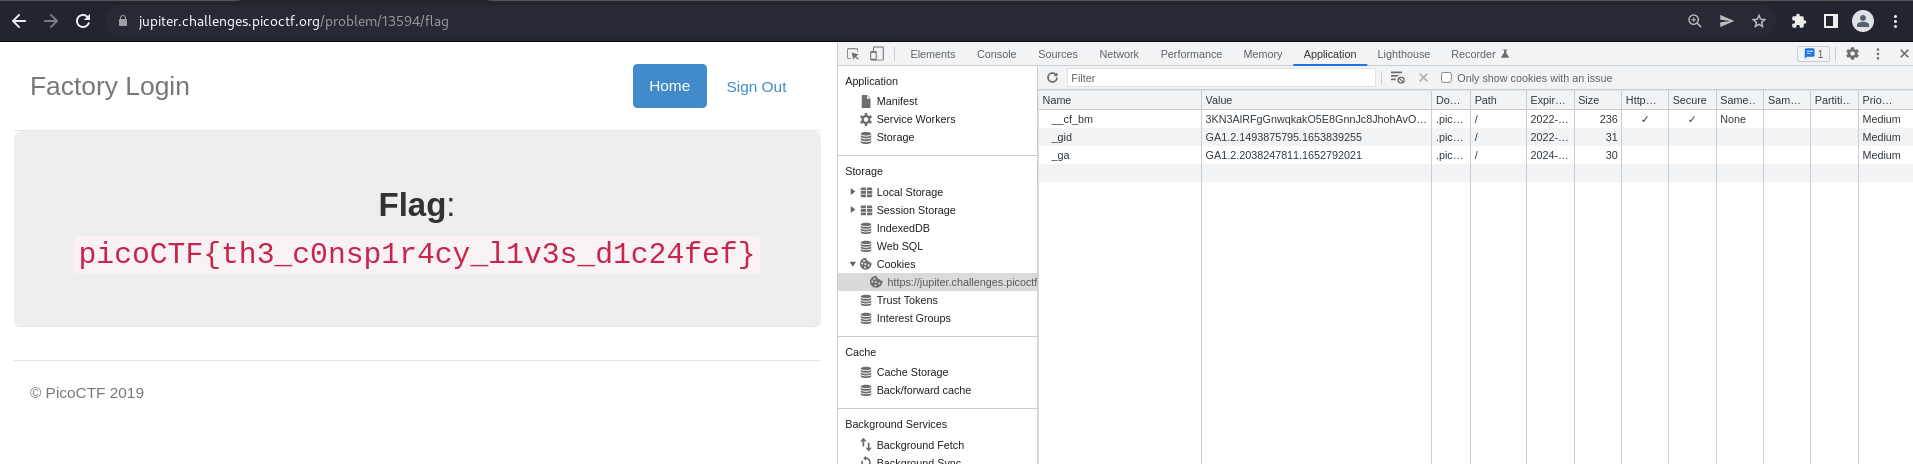 jupiter.challenges.picoctf.org/problem/13594/flag
Factory Login
Home
Sign Out
Flag:
picoCTF{th3_c0nsp1r4cy_l1v3s_d1c24fef}
© PicoCTF 2019
Elements Console Sources Network Performance Memory Application Lighthouse Recorder 1
Application
Manifest
Service Workers
Storage
Storage
Local Storage
Session Storage
IndexedDB
Web SQL
Cookies
https://jupiter.challenges.picoctf
Trust Tokens
Interest Groups
Cache
Cache Storage
Back/forward cache
Background Services
Background Fetch
Background Sync
Filter
Only show cookies with an issue
Name Value Do... Path Expir... Size Http... Secure Same... Sam... Partiti... Prio...
__cf_bm 3KN3AlRFgGnwqkakO5E8GnnJc8JhohAvO... .pic... / 2022-... 236 ✓ ✓ None Medium
_gid GA1.2.1493875795.1653839255 .pic... / 2022-... 31 Medium
_ga GA1.2.2038247811.1652792021 .pic... / 2024-... 30 Medium